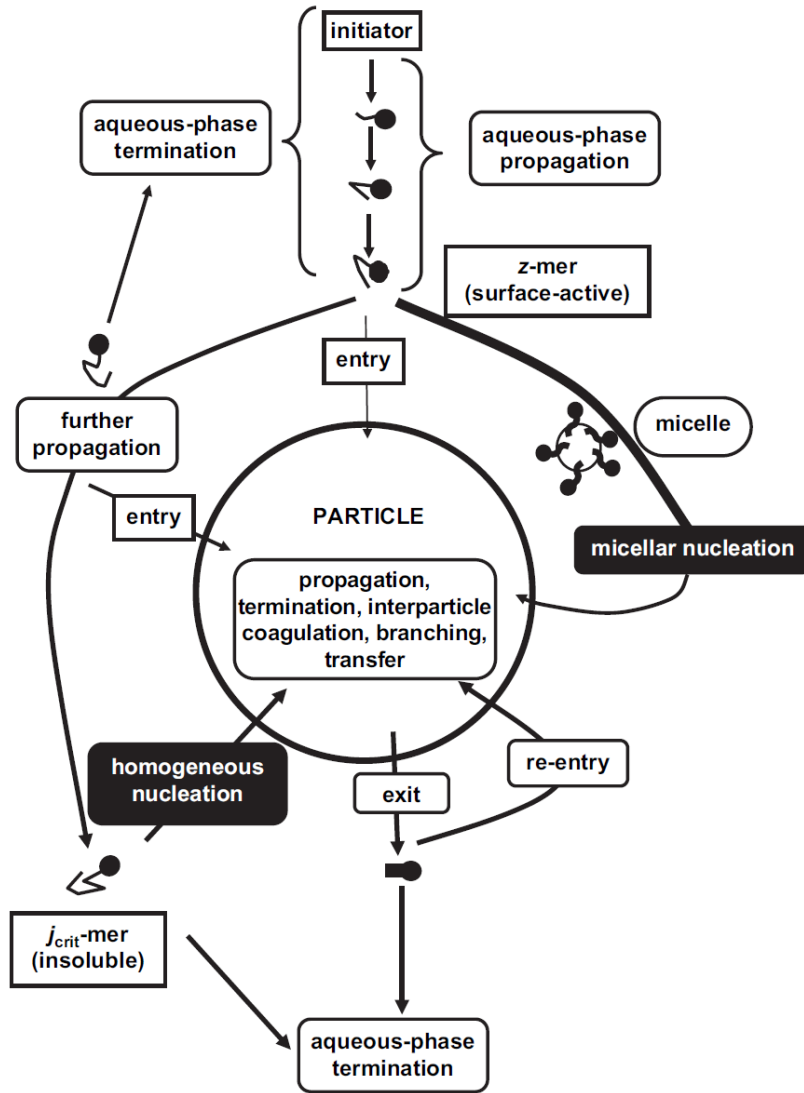 initiator
aqueous-phase
termination
aqueous-phase
propagation
z-mer
(surface-active)
entry
further
propagation
micelle
entry
PARTICLE
micellar nucleation
propagation,
termination, interparticle
coagulation, branching,
transfer
homogeneous
nucleation
exit
re-entry
jcrit-mer
(insoluble)
aqueous-phase
termination